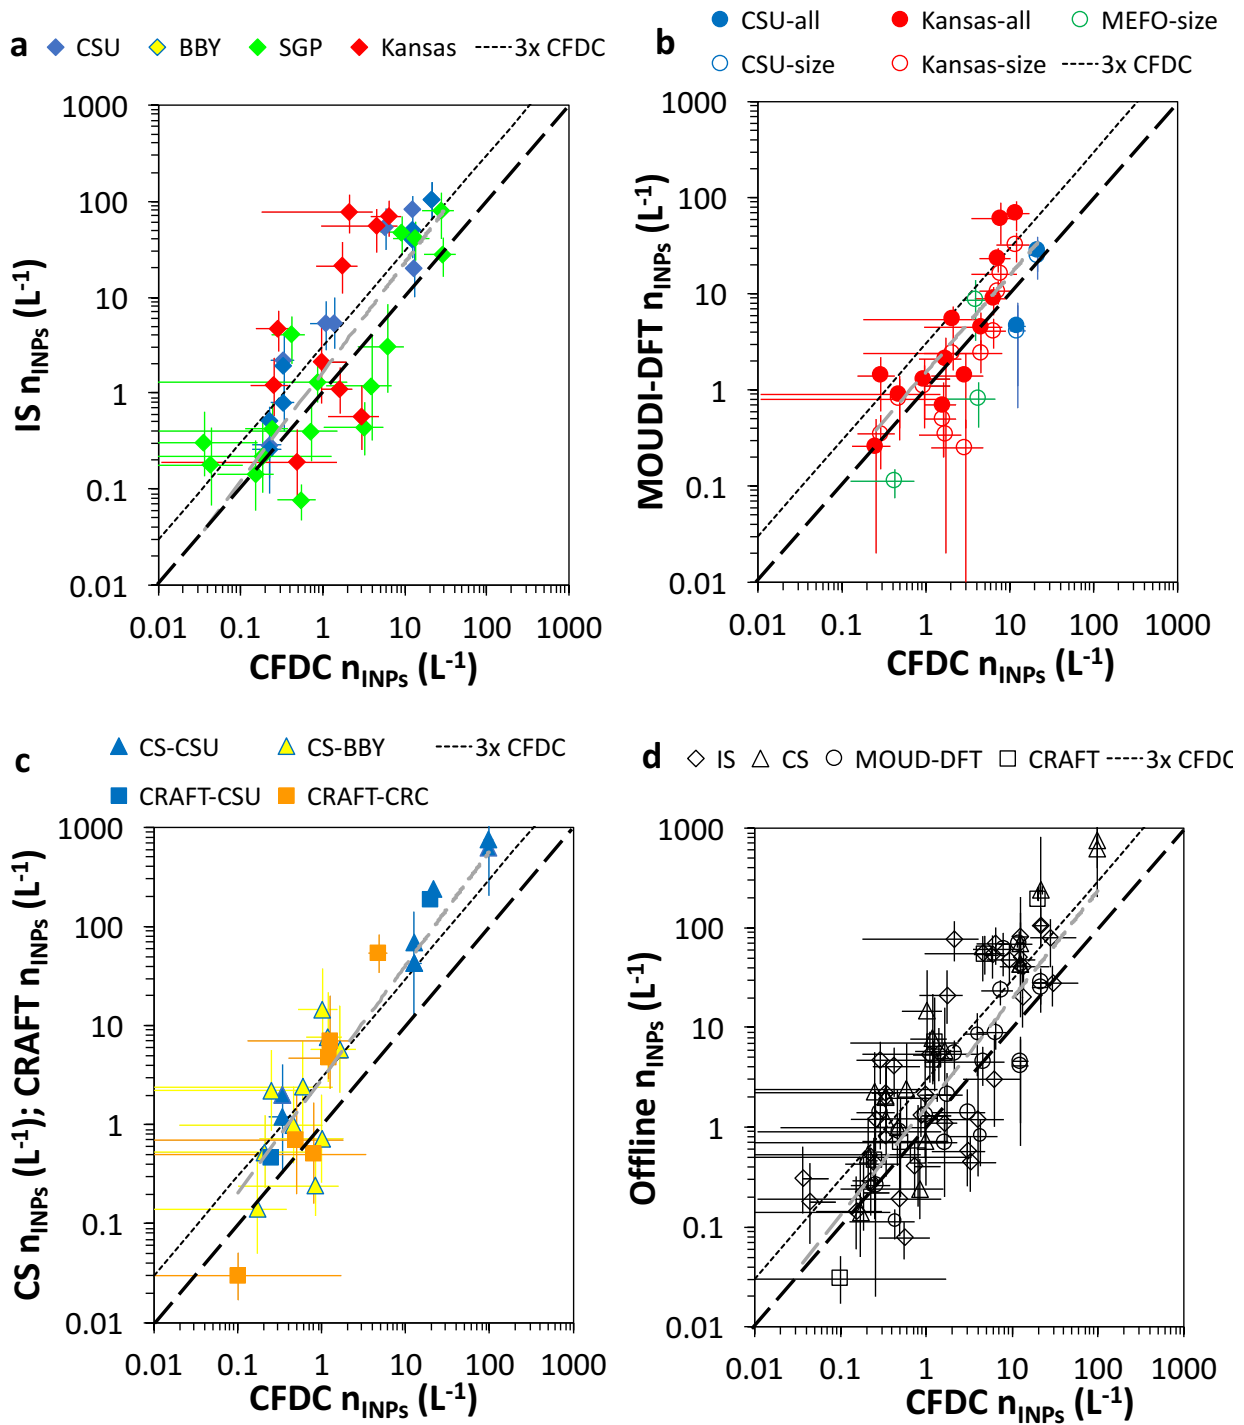 a CSU BBY SGP Kansas 3x CFDC
1000
100
10
1
0.1
0.01
0.01 0.1 1 10 100 1000
IS nINPs (L-1)
CFDC nINPs (L-1)
b CSU-all Kansas-all MEFO-size
CSU-size Kansas-size 3x CFDC
1000
100
10
1
0.1
0.01
0.01 0.1 1 10 100 1000
MOUDI-DFT nINPs (L-1)
CFDC nINPs (L-1)
c CS-CSU CS-BBY 3x CFDC
CRAFT-CSU CRAFT-CRC
1000
100
10
1
0.1
0.01
0.01 0.1 1 10 100 1000
CS nINPs (L-1); CRAFT nINPs (L-1)
CFDC nINPs (L-1)
d IS CS MOUD-DFT CRAFT 3x CFDC
1000
100
10
1
0.1
0.01
0.01 0.1 1 10 100 1000
Offline nINPs (L-1)
CFDC nINPs (L-1)